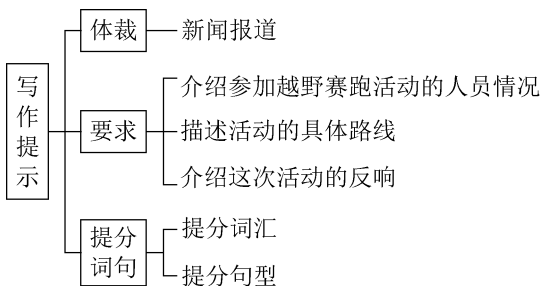 写作提示
体裁
新闻报道
要求
介绍参加越野赛跑活动的人员情况
描述活动的具体路线
介绍这次活动的反响
提分词句
提分词汇
提分句型